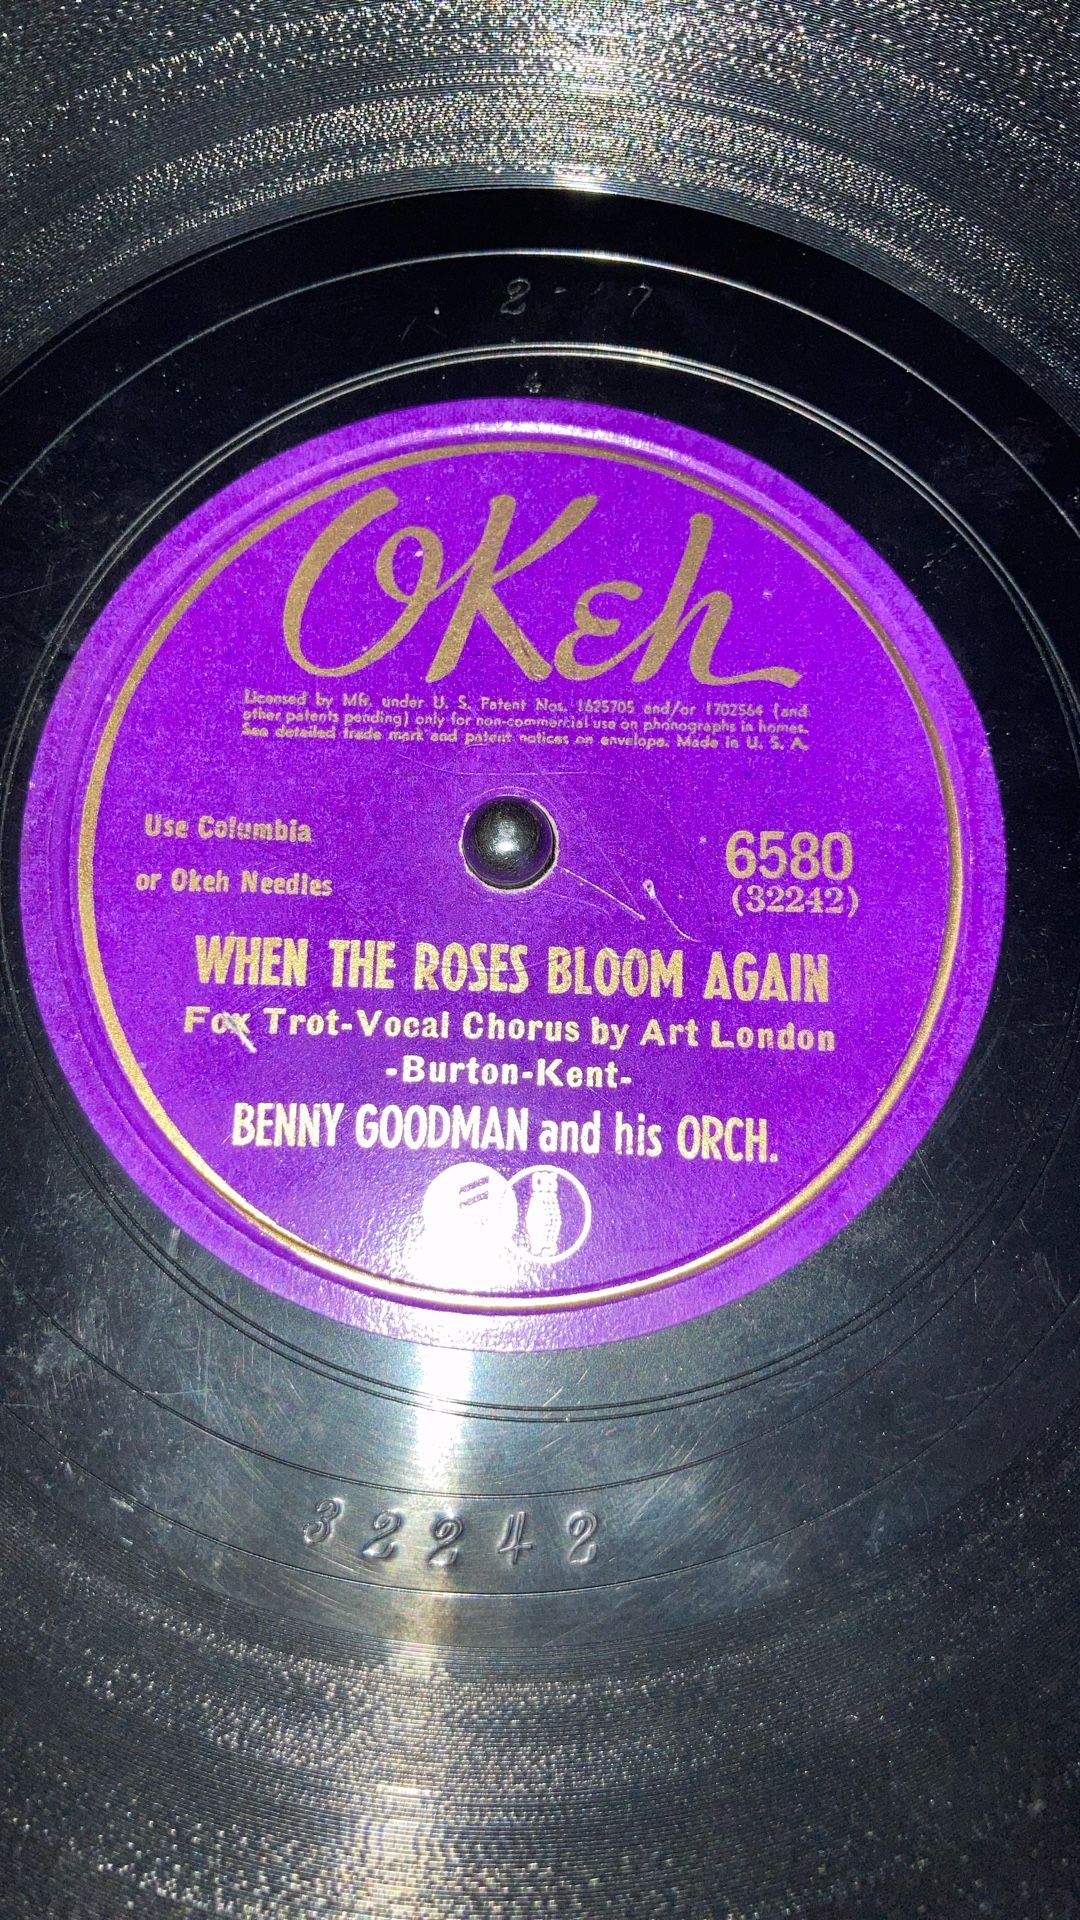 4
OKeh
Licensed by Mfr. under U. S. Patent Nos. 1625705 and/or 1702564 (and
other patents pending) only for non-commercial use on phonographs in homes.
See detailed trade mark and patent notices on envelope. Made in U. S. A.
Use Columbia
or Okeh Needles
6580
(32242)
WHEN THE ROSES BLOOM AGAIN
Fox Trot-Vocal Chorus by Art London
-Burton-Kent-
BENNY GOODMAN and his ORCH.
CBS
32242